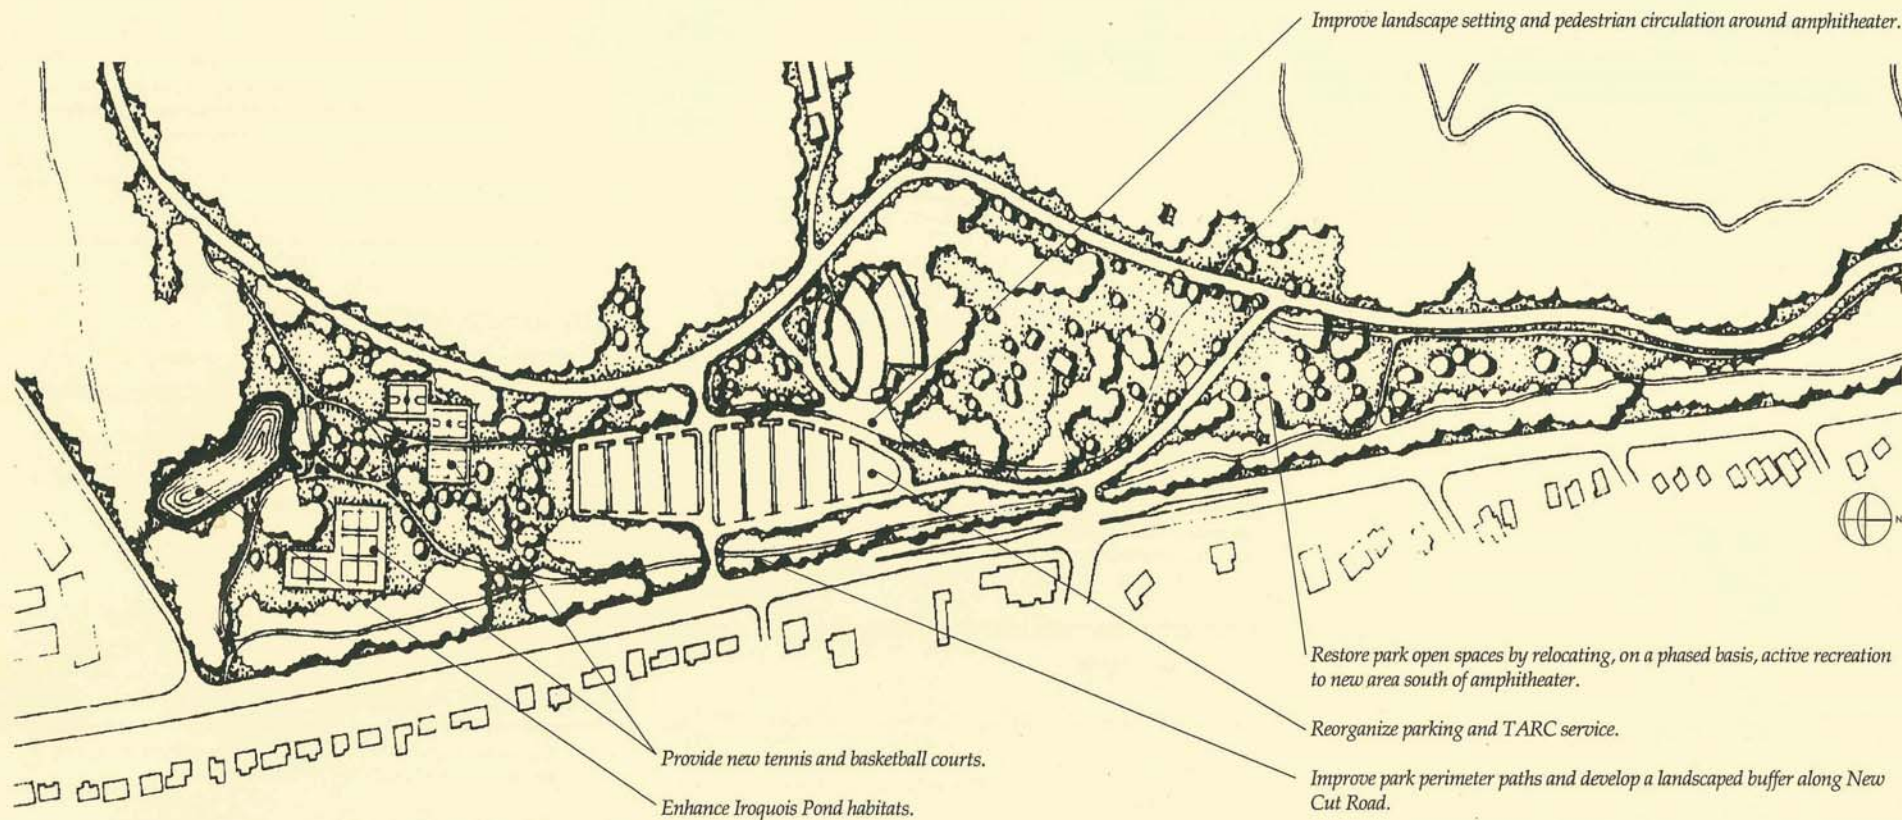 Improve landscape setting and pedestrian circulation around amphitheater.
N
Restore park open spaces by relocating, on a phased basis, active recreation
to new area south of amphitheater.
Reorganize parking and TARC service.
Improve park perimeter paths and develop a landscaped buffer along New
Cut Road.
Provide new tennis and basketball courts.
Enhance Iroquois Pond habitats.